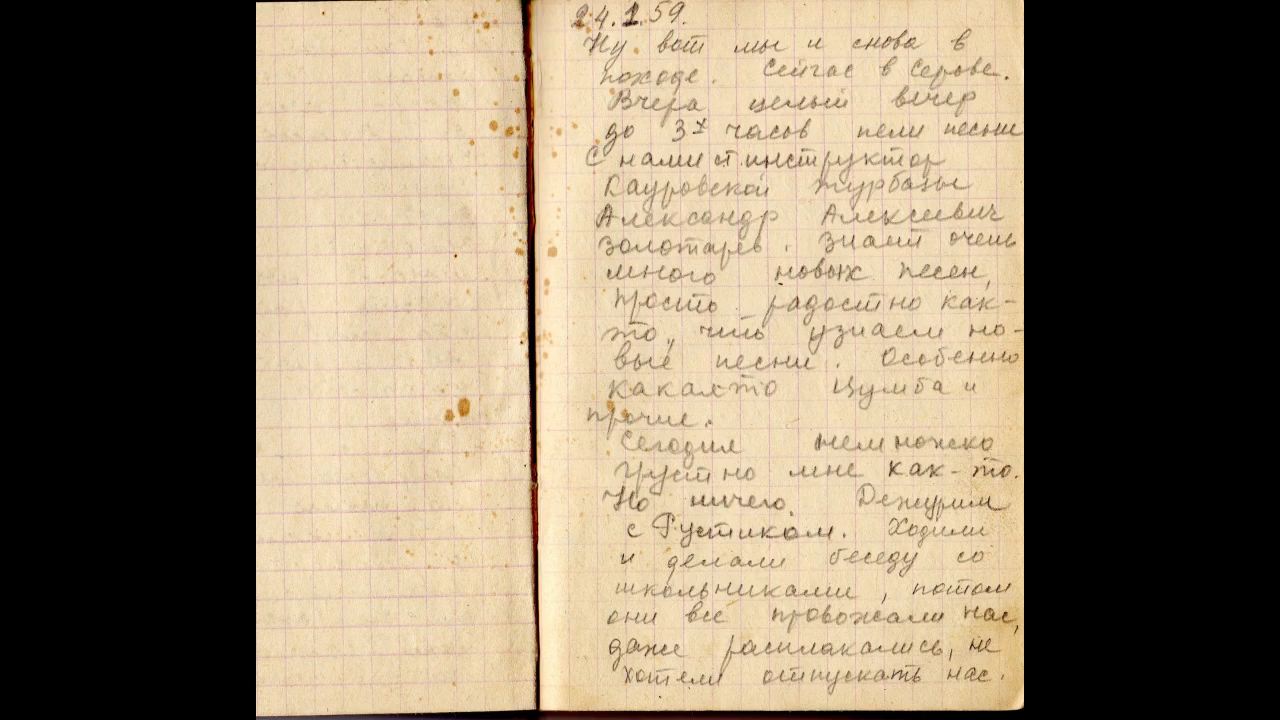 24.1.59.
Ну вот мы и снова в
походе. Сейчас в Серове.
Вчера целый вечер
до 3х часов пели песни
С нами инструктор
Кауровской турбазы
Александр Алексеевич
Золотарев. Знает очень
много новых песен,
просто радостно как-
то, что узнаем но-
вые песни. Особенно
какая-то Цумба и
прочие.
Сегодня немножко
грустно мне как-то.
Но ничего. Дежурим
с Рустиком. Ходили
и делали беседу со
школьниками, потом
они все провожали нас,
даже расплакались, не
хотели отпускать нас.